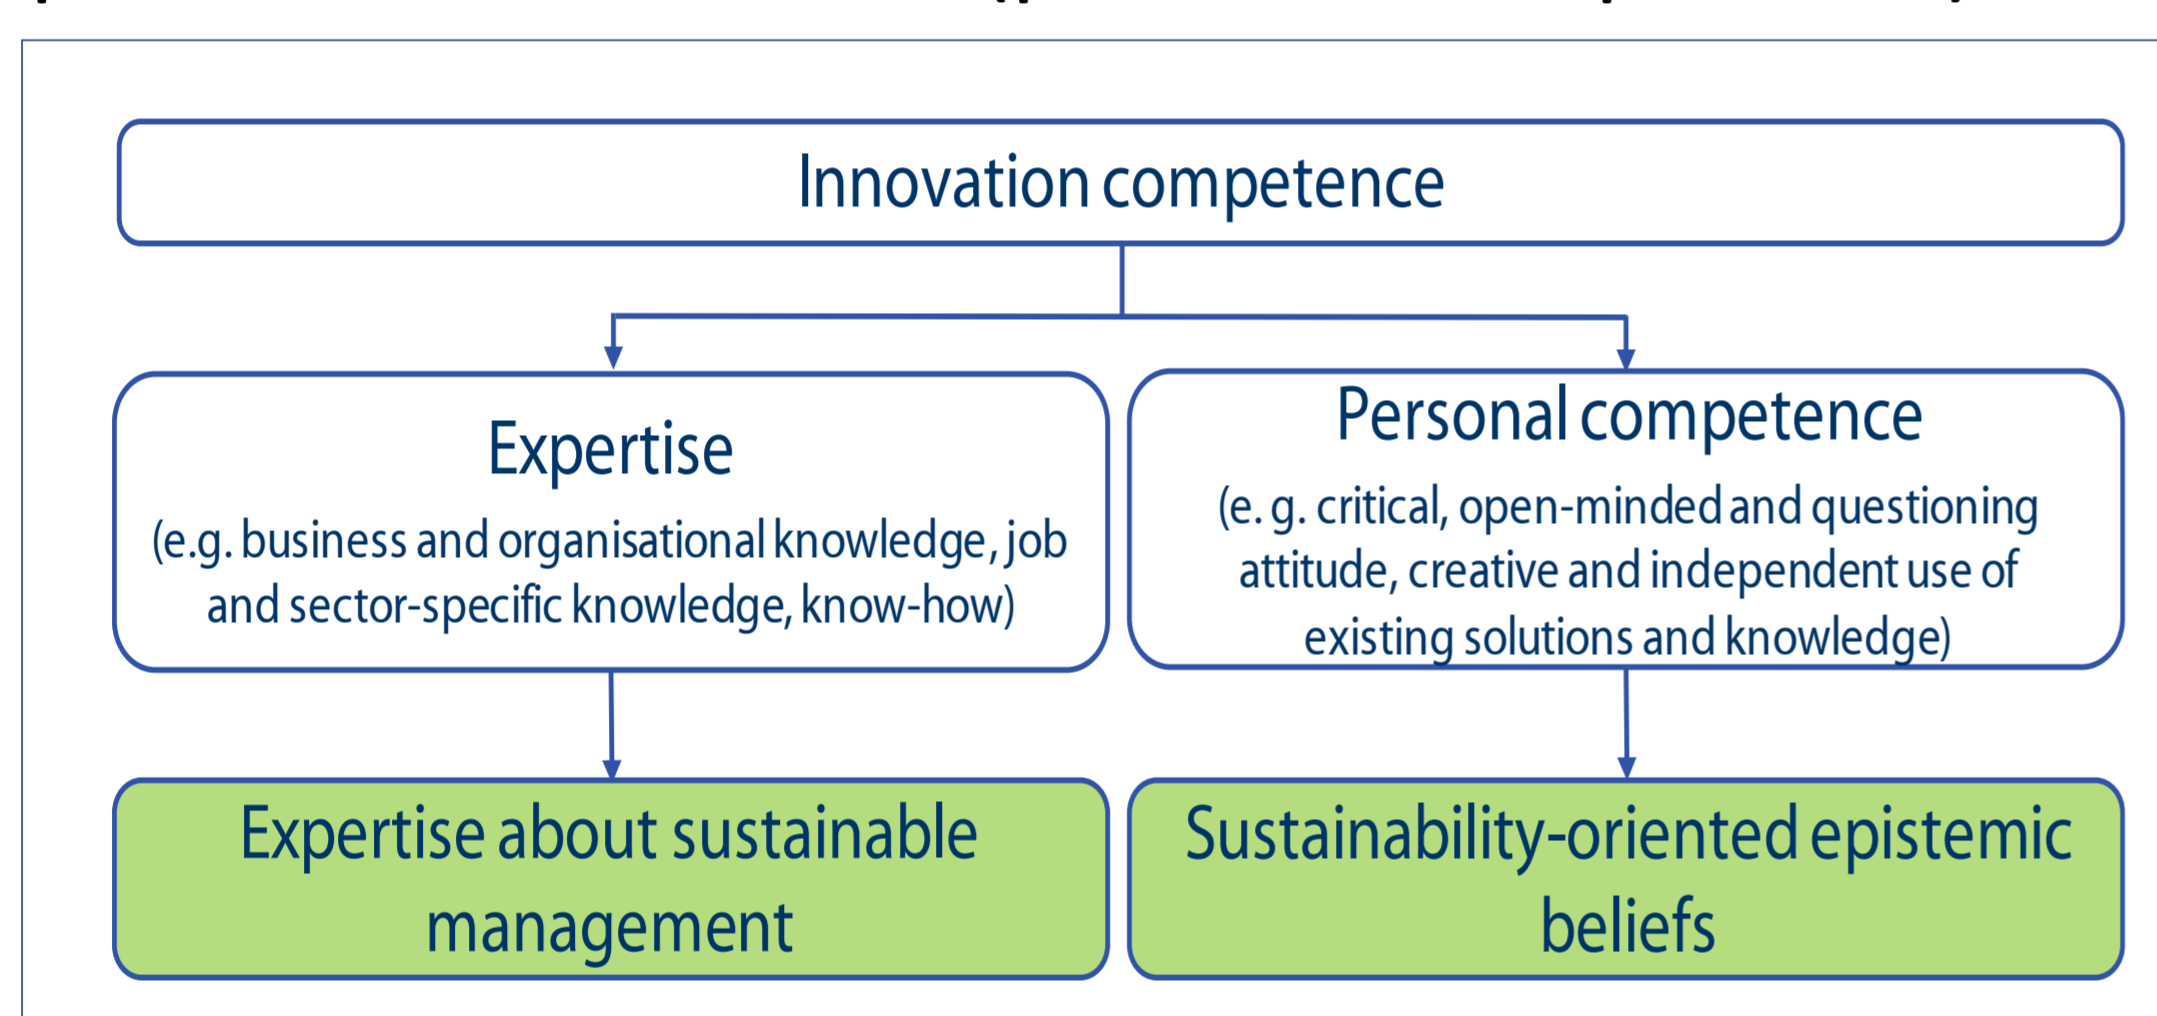 Innovation competence
Expertise
(e.g. business and organisational knowledge, job
and sector-specific knowledge, know-how)
Personal competence
(e. g. critical, open-minded and questioning
attitude, creative and independent use of
existing solutions and knowledge)
Expertise about sustainable
management
Sustainability-oriented epistemic
beliefs